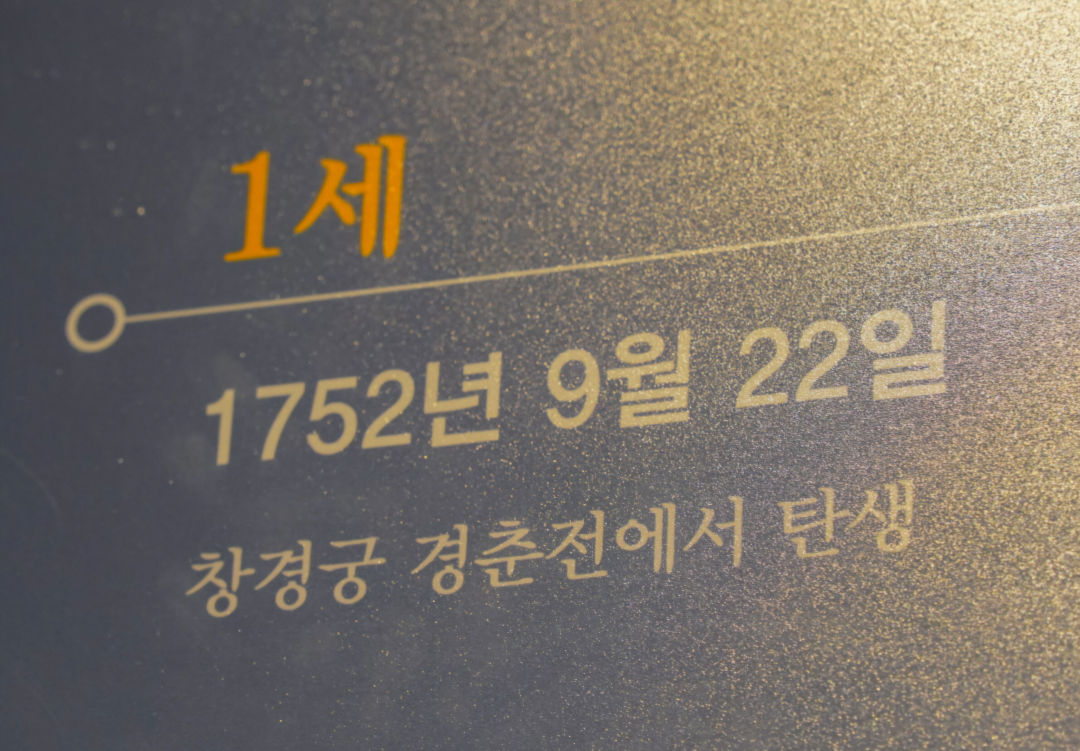 1세
1752년 9월 22일
창경궁 경춘전에서 탄생